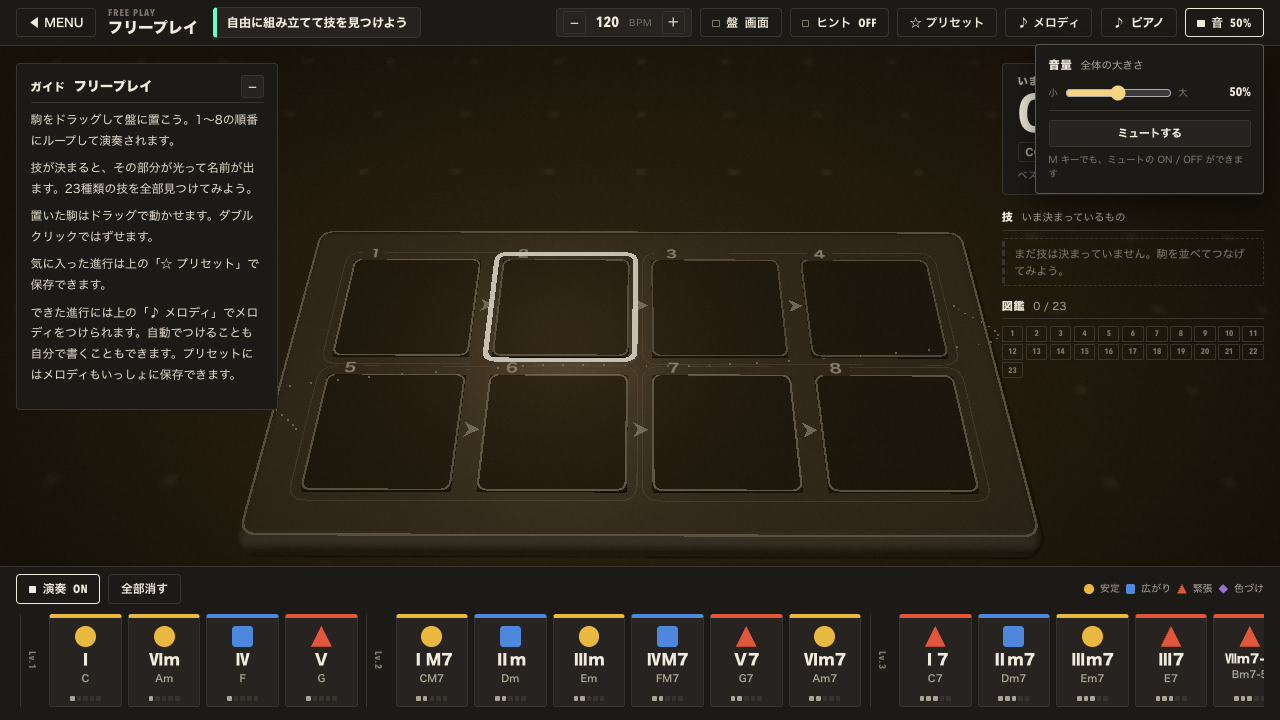 MENU
FREE PLAY
フリープレイ
自由に組み立てて技を見つけよう
− 120 BPM +
盤 画面
ヒント OFF
☆ プリセット
♪ メロディ
♪ ピアノ
音 50%
ガイド フリープレイ
−
駒をドラッグして盤に置こう。1〜8の順番
にループして演奏されます。
技が決まると、その部分が光って名前が出
ます。23種類の技を全部見つけてみよう。
置いた駒はドラッグで動かせます。ダブル
クリックではずせます。
気に入った進行は上の「☆ プリセット」で
保存できます。
できた進行には上の「♪ メロディ」でメロ
ディをつけられます。自動でつけることも
自分で書くこともできます。プリセットに
はメロディもいっしょに保存できます。
音量 全体の大きさ
小 大 50%
ミュートする
M キーでも、ミュートの ON / OFF ができま
す
技 いま決まっているもの
まだ技は決まっていません。駒を並べてつなげ
てみよう。
図鑑 0 / 23
1 2 3 4 5 6 7 8 9 10 11
12 13 14 15 16 17 18 19 20 21 22
23
1 2 3 4
5 6 7 8
演奏 ON
全部消す
安定 広がり 緊張 色づけ
Lv.1
I
C
VIm
Am
IV
F
V
G
Lv.2
I M7
CM7
II m
Dm
IIIm
Em
IVM7
FM7
V 7
G7
VIm7
Am7
Lv.3
I 7
C7
II m7
Dm7
IIIm7
Em7
III7
E7
VIIm7-
Bm7-5